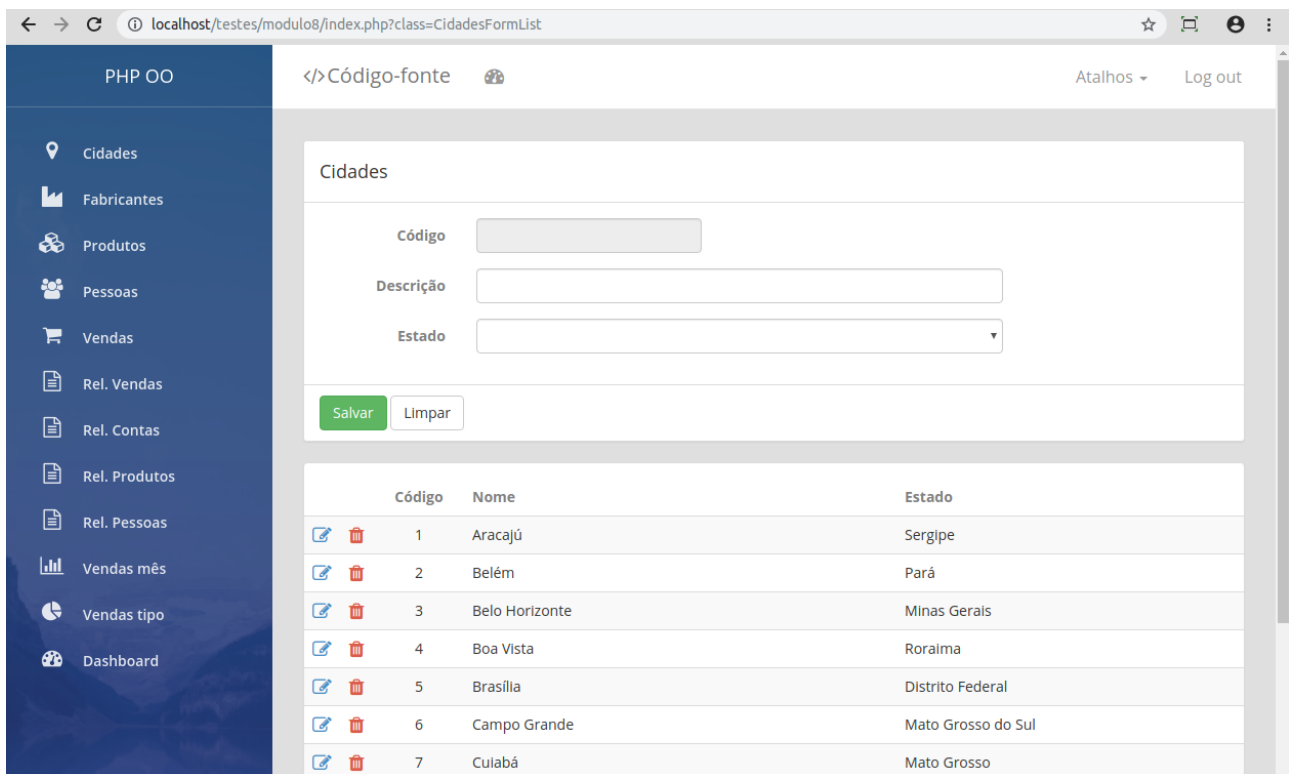 localhost/testes/modulo8/index.php?class=CidadesFormList
PHP OO
</>Código-fonte
Atalhos
Log out
Cidades
Fabricantes
Produtos
Pessoas
Vendas
Rel. Vendas
Rel. Contas
Rel. Produtos
Rel. Pessoas
Vendas mês
Vendas tipo
Dashboard
Cidades
Código
Descrição
Estado
Salvar Limpar
Código Nome Estado
1 Aracajú Sergipe
2 Belém Pará
3 Belo Horizonte Minas Gerais
4 Boa Vista Roraima
5 Brasília Distrito Federal
6 Campo Grande Mato Grosso do Sul
7 Cuiabá Mato Grosso